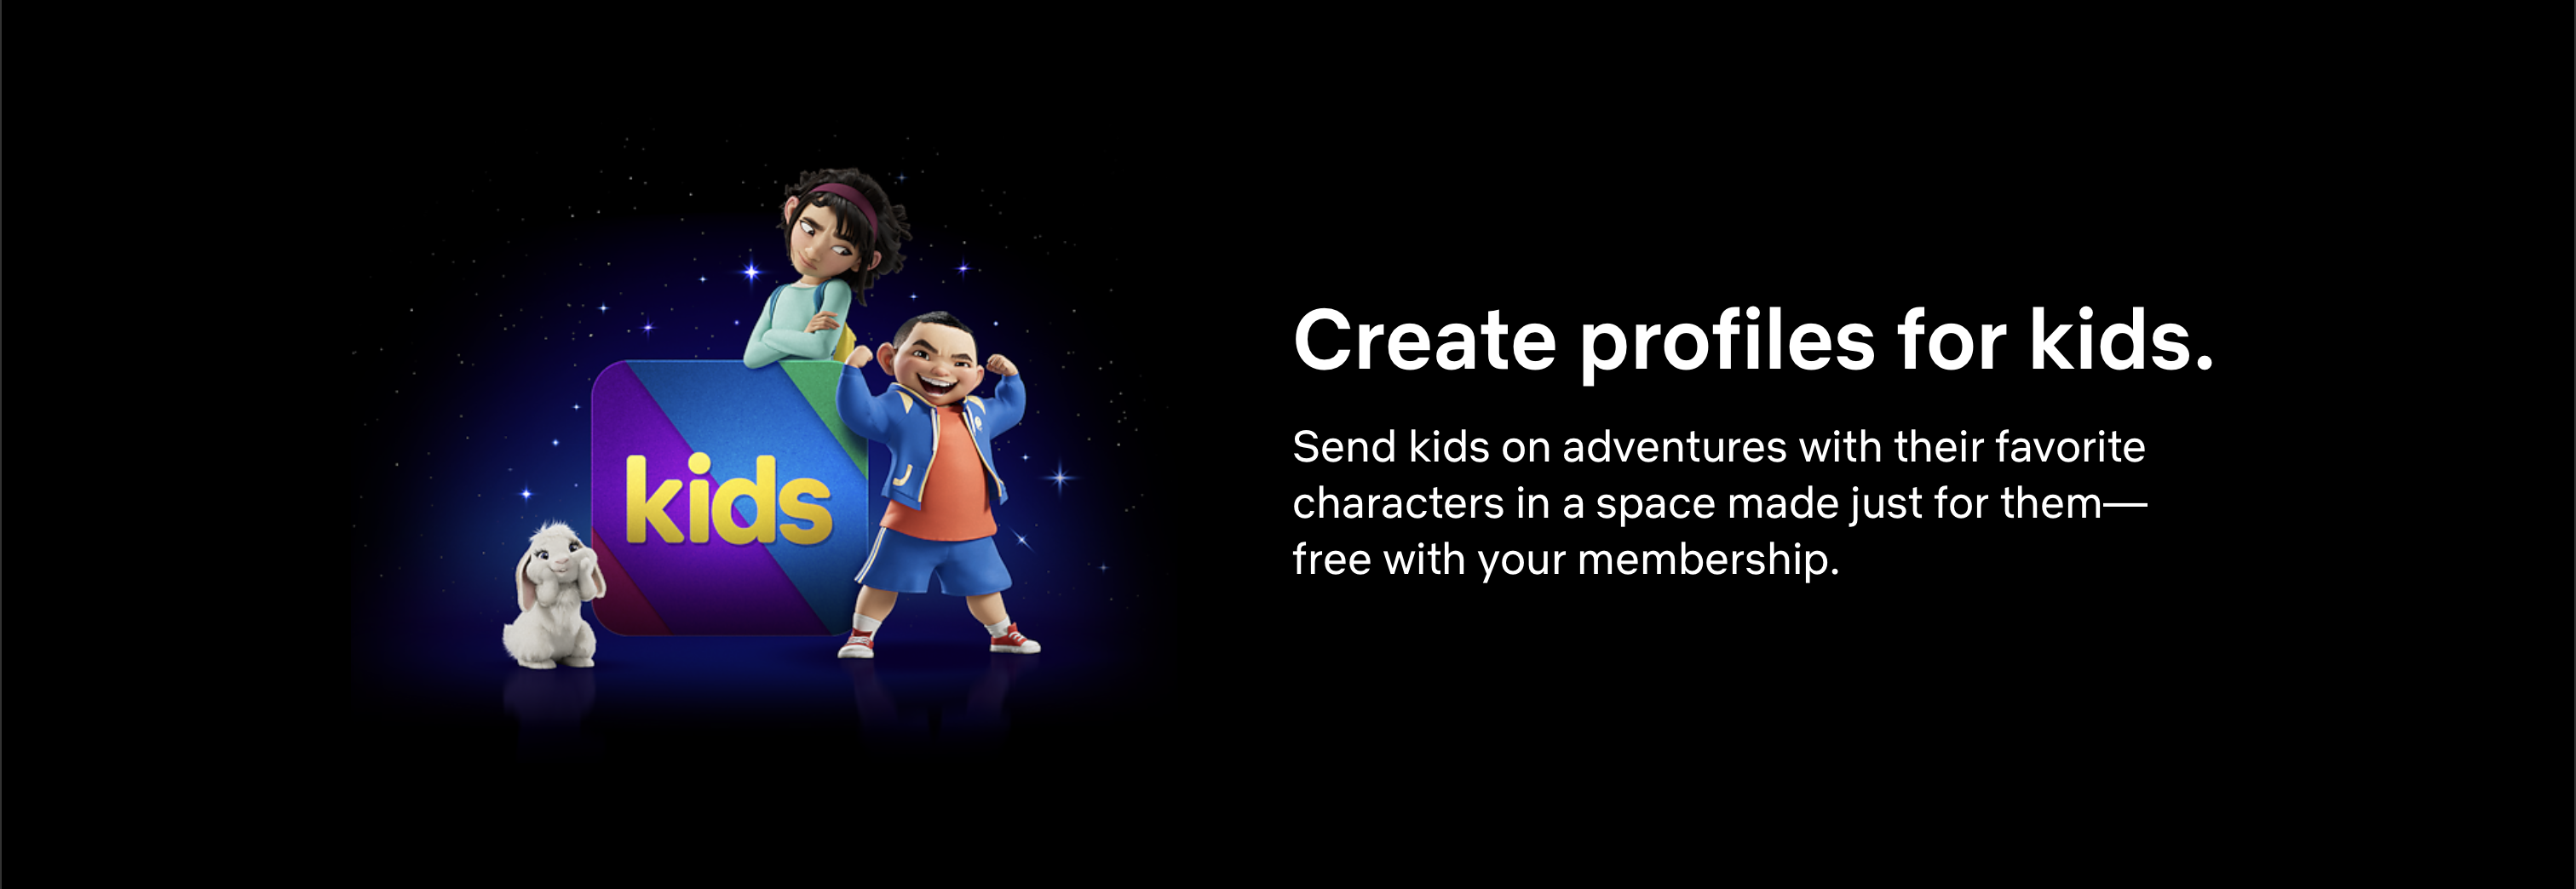 kids
Create profiles for kids.
Send kids on adventures with their favorite
characters in a space made just for them—
free with your membership.